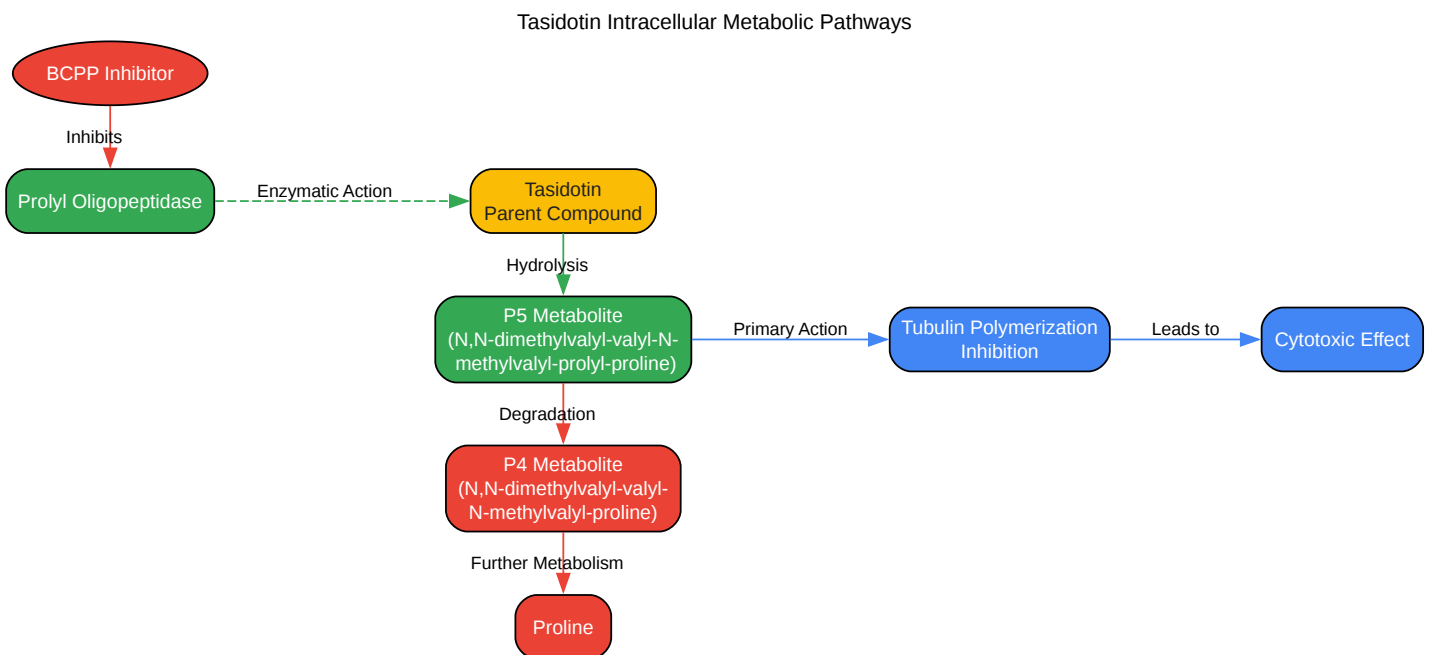 Tasidotin Intracellular Metabolic Pathways
BCPP Inhibitor
Inhibits
Prolyl Oligopeptidase
Enzymatic Action
Tasidotin
Parent Compound
Hydrolysis
P5 Metabolite
(N,N-dimethylvalyl-valyl-N-
methylvalyl-prolyl-proline)
Primary Action
Tubulin Polymerization
Inhibition
Leads to
Cytotoxic Effect
Degradation
P4 Metabolite
(N,N-dimethylvalyl-valyl-
N-methylvalyl-proline)
Further Metabolism
Proline